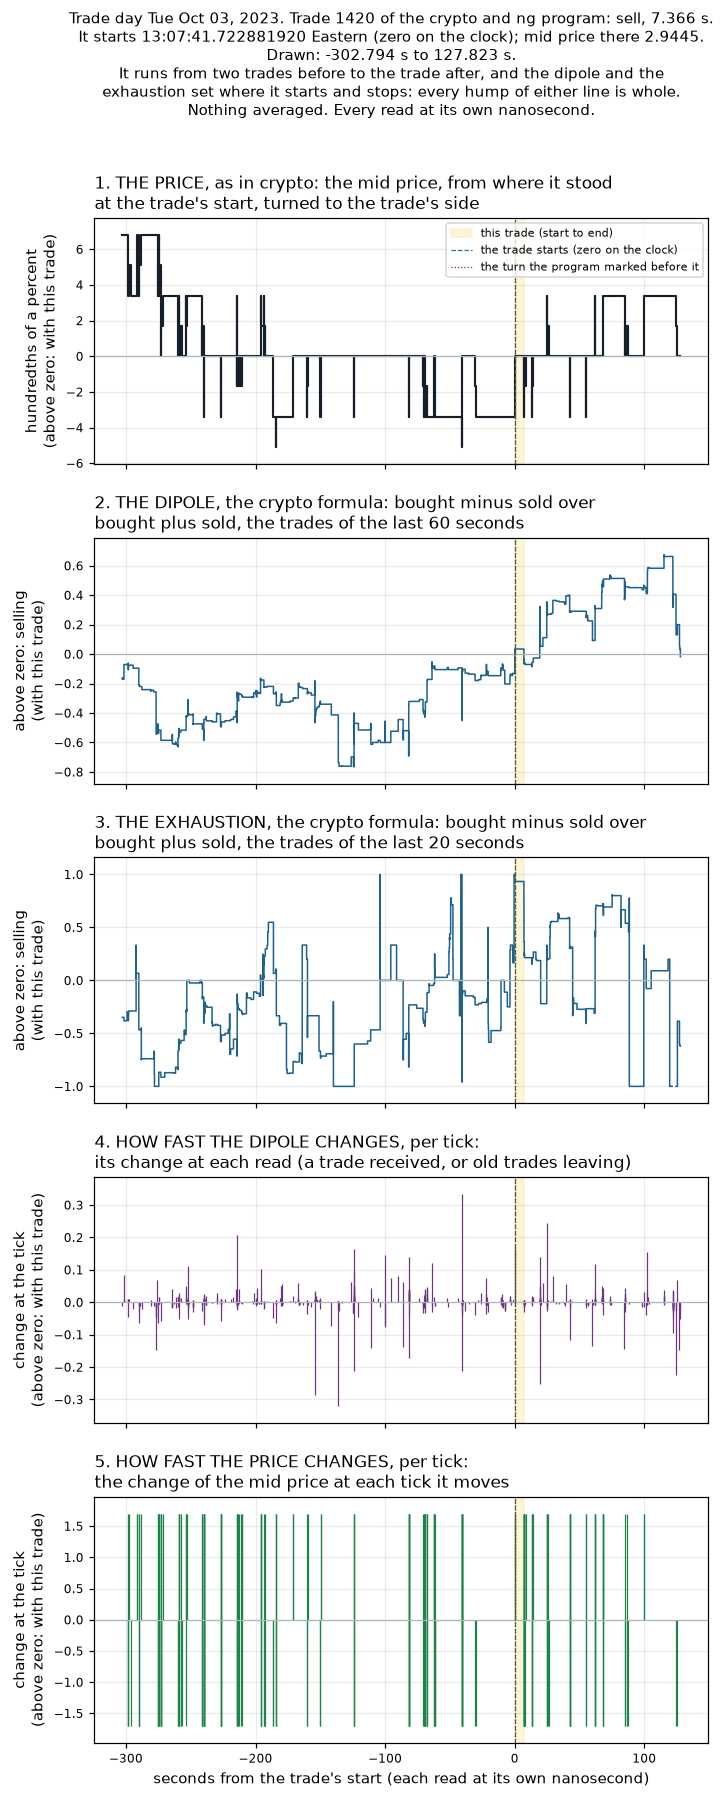 Trade day Tue Oct 03, 2023. Trade 1420 of the crypto and ng program: sell, 7.366 s.
It starts 13:07:41.722881920 Eastern (zero on the clock); mid price there 2.9445.
Drawn: -302.794 s to 127.823 s.
It runs from two trades before to the trade after, and the dipole and the
exhaustion set where it starts and stops: every hump of either line is whole.
Nothing averaged. Every read at its own nanosecond.
1. THE PRICE, as in crypto: the mid price, from where it stood
at the trade's start, turned to the trade's side
this trade (start to end)
the trade starts (zero on the clock)
the turn the program marked before it
hundredths of a percent
(above zero: with this trade)
6
4
2
0
−2
−4
−6
2. THE DIPOLE, the crypto formula: bought minus sold over
bought plus sold, the trades of the last 60 seconds
above zero: selling
(with this trade)
0.6
0.4
0.2
0.0
−0.2
−0.4
−0.6
−0.8
3. THE EXHAUSTION, the crypto formula: bought minus sold over
bought plus sold, the trades of the last 20 seconds
above zero: selling
(with this trade)
1.0
0.5
0.0
−0.5
−1.0
4. HOW FAST THE DIPOLE CHANGES, per tick:
its change at each read (a trade received, or old trades leaving)
change at the tick
(above zero: with this trade)
0.3
0.2
0.1
0.0
−0.1
−0.2
−0.3
5. HOW FAST THE PRICE CHANGES, per tick:
the change of the mid price at each tick it moves
change at the tick
(above zero: with this trade)
1.5
1.0
0.5
0.0
−0.5
−1.0
−1.5
−300
−200
−100
0
100
seconds from the trade's start (each read at its own nanosecond)